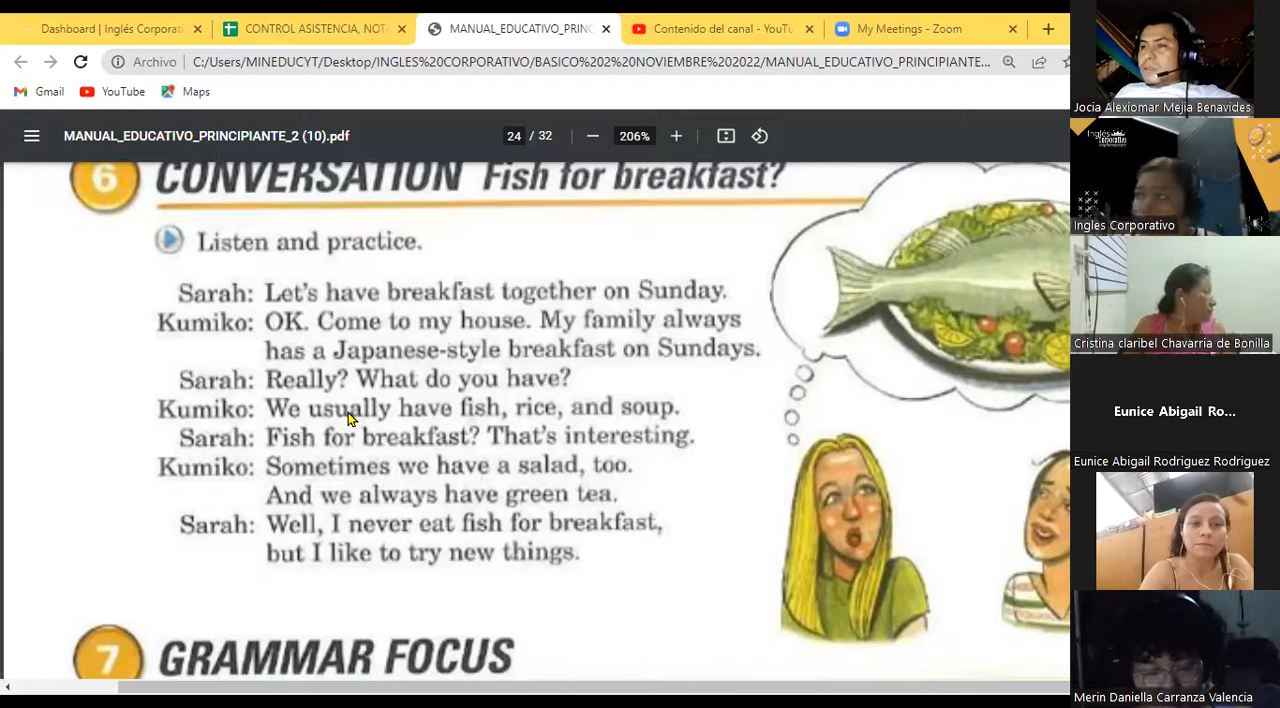 Dashboard | Inglés Corporati
CONTROL ASISTENCIA, NOT
MANUAL_EDUCATIVO_PRINC
Contenido del canal - YouTu
My Meetings - Zoom
Archivo
C:/Users/MINEDUCYT/Desktop/INGLES%20CORPORATIVO/BASICO%202%20NOVIEMBRE%202022/MANUAL_EDUCATIVO_PRINCIPIANTE...
Gmail
YouTube
Maps
MANUAL_EDUCATIVO_PRINCIPIANTE_2 (10).pdf
24 / 32
206%
6 CONVERSATION Fish for breakfast?
Listen and practice.
Sarah: Let's have breakfast together on Sunday.
Kumiko: OK. Come to my house. My family always
has a Japanese-style breakfast on Sundays.
Sarah: Really? What do you have?
Kumiko: We usually have fish, rice, and soup.
Sarah: Fish for breakfast? That's interesting.
Kumiko: Sometimes we have a salad, too.
And we always have green tea.
Sarah: Well, I never eat fish for breakfast,
but I like to try new things.
7 GRAMMAR FOCUS
Jocia Alexiomar Mejia Benavides
Inglés
Corporativo
Ingles Corporativo
Cristina claribel Chavarria de Bonilla
Eunice Abigail Ro...
Eunice Abigail Rodriguez Rodriguez
Merin Daniella Carranza Valencia